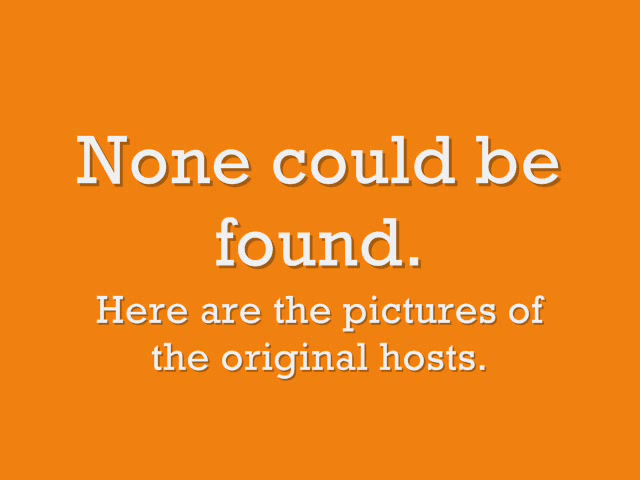 None could be
found.
Here are the pictures of
the original hosts.